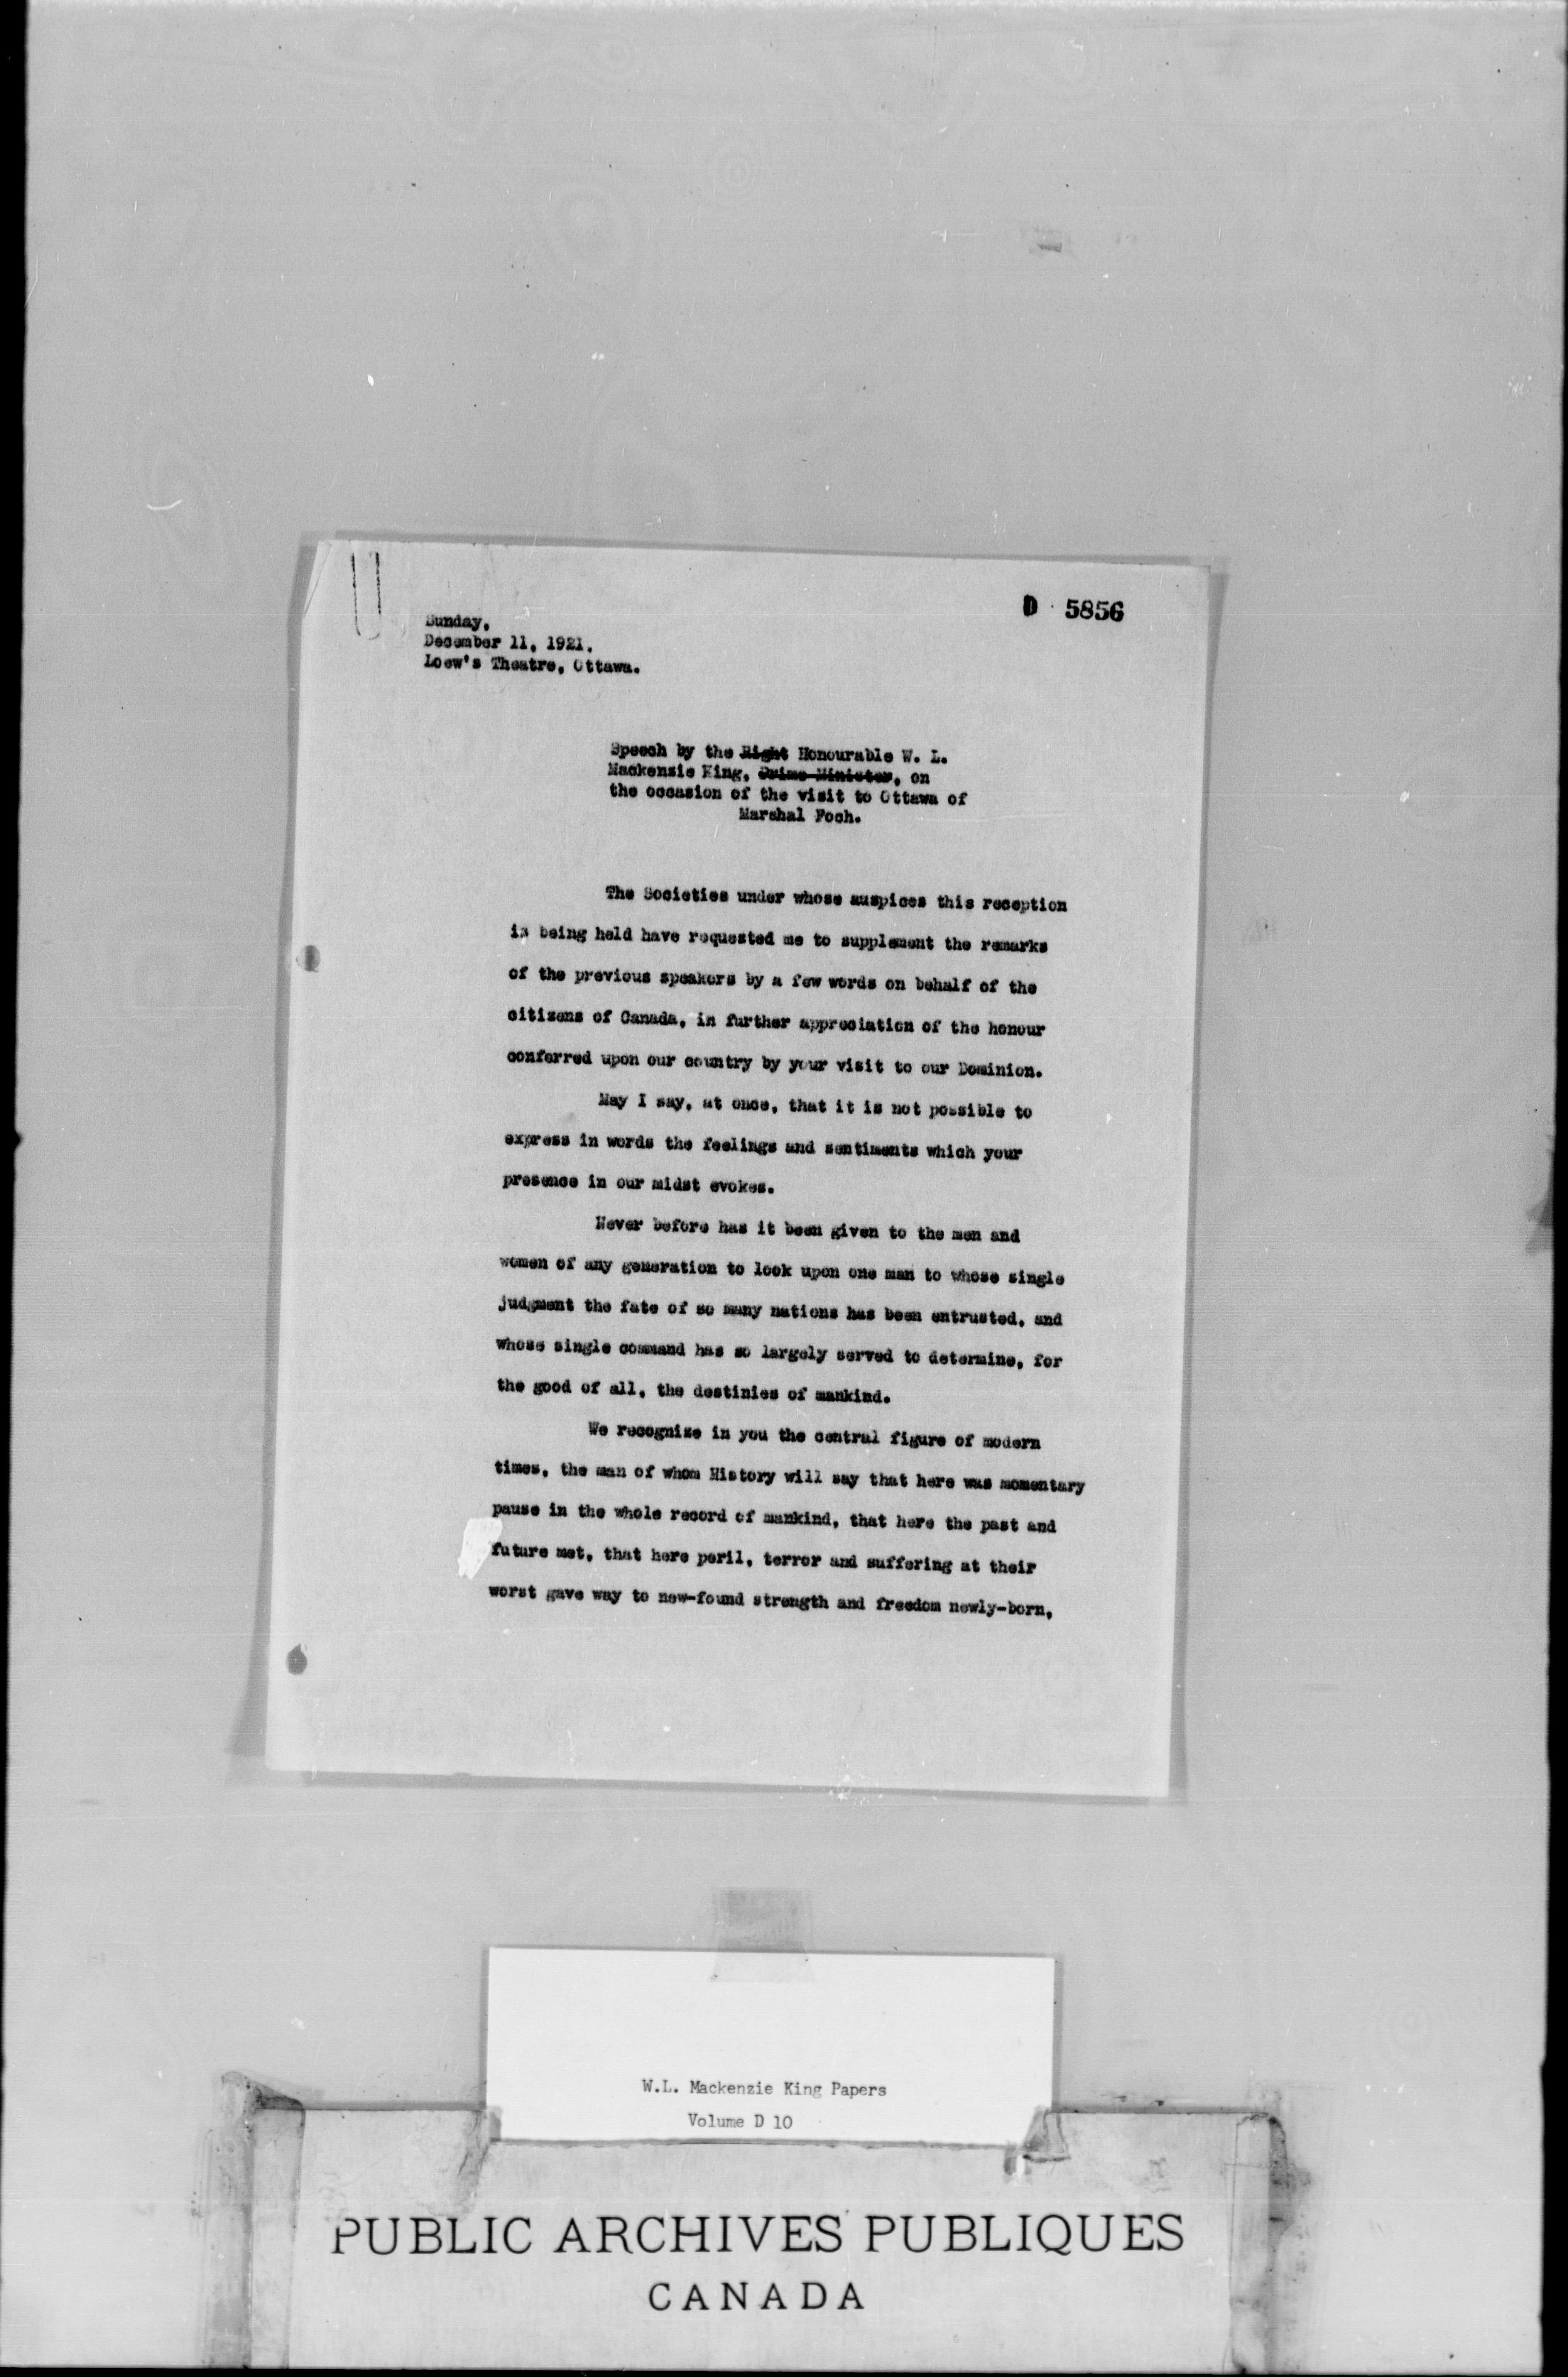 D 5856
Sunday,
December 11, 1921.
Loew's Theatre, Ottawa.
Speech by the Right Honourable W. L.
Mackenzie King, Prime Minister, on
the occasion of the visit to Ottawa of
Marshal Foch.
The Societies under whose auspices this reception
is being held have requested me to supplement the remarks
of the previous speakers by a few words on behalf of the
citizens of Canada, in further appreciation of the honour
conferred upon our country by your visit to our Dominion.
May I say, at once, that it is not possible to
express in words the feelings and sentiments which your
presence in our midst evokes.
Never before has it been given to the men and
women of any generation to look upon one man to whose single
judgment the fate of so many nations has been entrusted, and
whose single command has so largely served to determine, for
the good of all, the destinies of mankind.
We recognize in you the central figure of modern
times, the man of whom History will say that here was momentary
pause in the whole record of mankind, that here the past and
future met, that here peril, terror and suffering at their
worst gave way to new-found strength and freedom newly-born,
W.L. Mackenzie King Papers
Volume D 10
PUBLIC ARCHIVES PUBLIQUES
CANADA